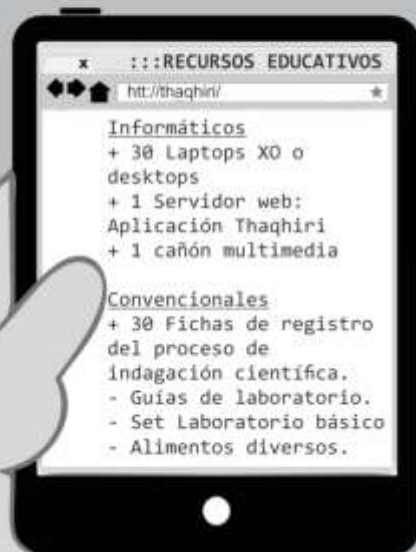 x :::RECURSOS EDUCATIVOS
htt://thaqhiri/
Informáticos
+ 30 Laptops XO o
desktops
+ 1 Servidor web:
Aplicación Thaqhiri
+ 1 cañón multimedia
Convencionales
+ 30 Fichas de registro
del proceso de
indagación científica.
- Guías de laboratorio.
- Set Laboratorio básico
- Alimentos diversos.